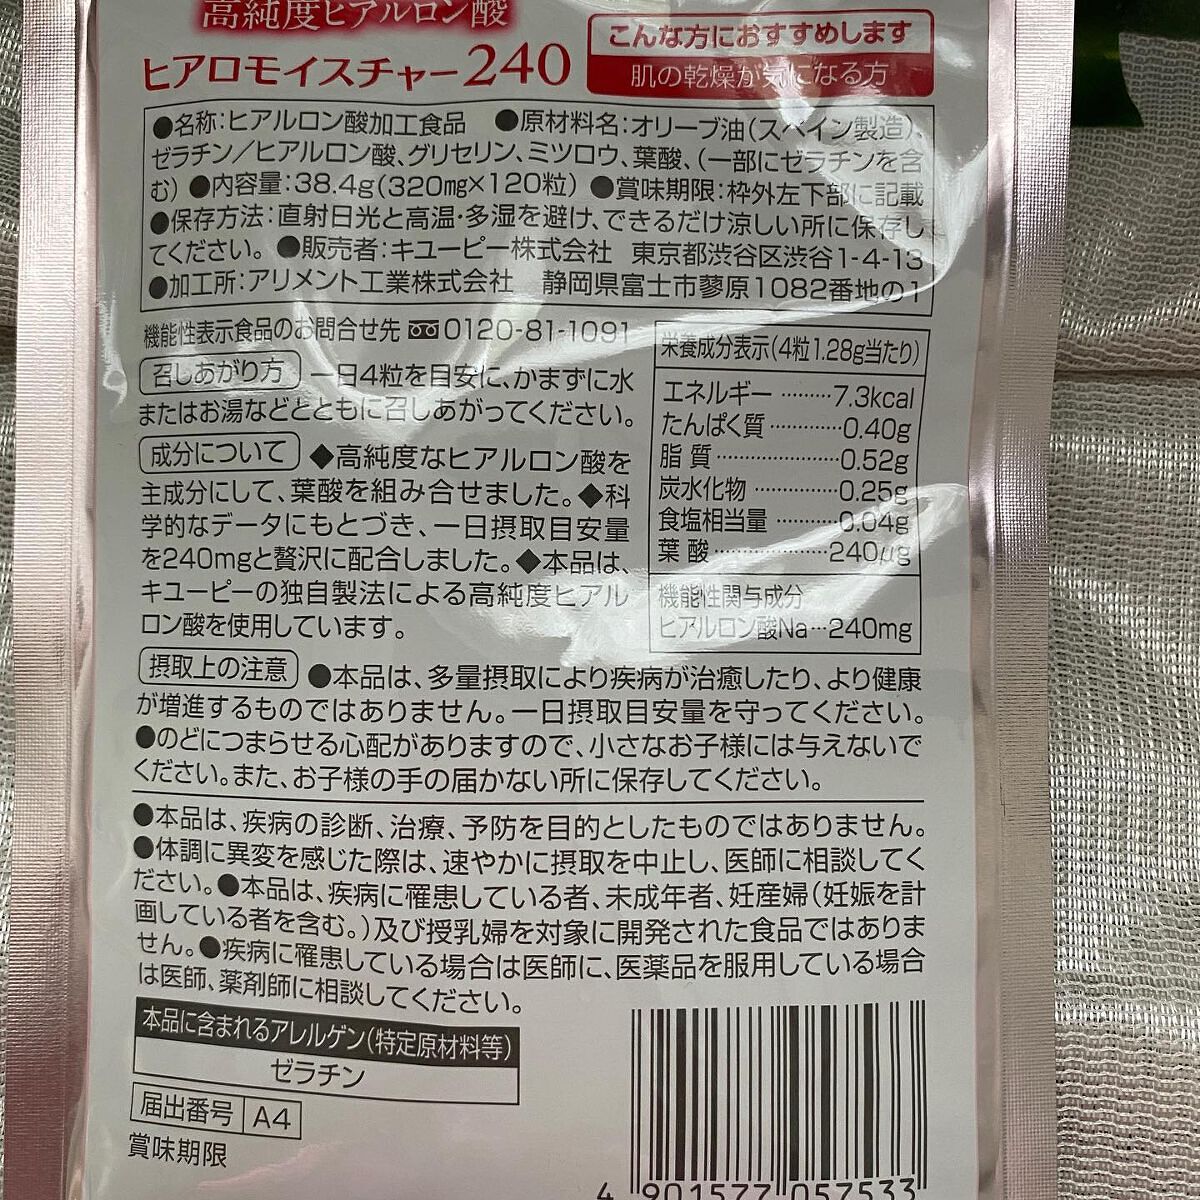 高純度ヒアルロン酸
ヒアロモイスチャー240
こんな方におすすめします
肌の乾燥が気になる方
●名称:ヒアルロン酸加工食品 ●原材料名:オリーブ油(スペイン製造)、
ゼラチン/ヒアルロン酸、グリセリン、ミツロウ、葉酸、(一部にゼラチンを含
む) ●内容量:38.4g(320mg×120粒) ●賞味期限:枠外左下部に記載
●保存方法:直射日光と高温・多湿を避け、できるだけ涼しい所に保存し
てください。 ●販売者:キユーピー株式会社 東京都渋谷区渋谷1-4-13
●加工所:アリメント工業株式会社 静岡県富士市蓼原1082番地の1
機能性表示食品のお問合せ先 0120-81-1091
召しあがり方 一日4粒を目安に、かまずに水
またはお湯などとともに召しあがってください。
成分について ◆高純度なヒアルロン酸を
主成分にして、葉酸を組み合せました。◆科
学的なデータにもとづき、一日摂取目安量
を240mgと贅沢に配合しました。◆本品は、
キユーピーの独自製法による高純度ヒアル
ロン酸を使用しています。
栄養成分表示(4粒1.28g当たり)
エネルギー………7.3kcal
たんぱく質…………0.40g
脂質…………………0.52g
炭水化物……………0.25g
食塩相当量…………0.04g
葉酸…………………240μg
機能性関与成分
ヒアルロン酸Na…240mg
摂取上の注意 ●本品は、多量摂取により疾病が治癒したり、より健康
が増進するものではありません。一日摂取目安量を守ってください。
●のどにつまらせる心配がありますので、小さなお子様には与えないで
ください。また、お子様の手の届かない所に保存してください。
●本品は、疾病の診断、治療、予防を目的としたものではありません。
●体調に異変を感じた際は、速やかに摂取を中止し、医師に相談してく
ださい。●本品は、疾病に罹患している者、未成年者、妊産婦(妊娠を計
画している者を含む。)及び授乳婦を対象に開発された食品ではありま
せん。●疾病に罹患している場合は医師に、医薬品を服用している場合
は医師、薬剤師に相談してください。
本品に含まれるアレルゲン(特定原材料等)
ゼラチン
届出番号 A4
賞味期限
4 901577 057533